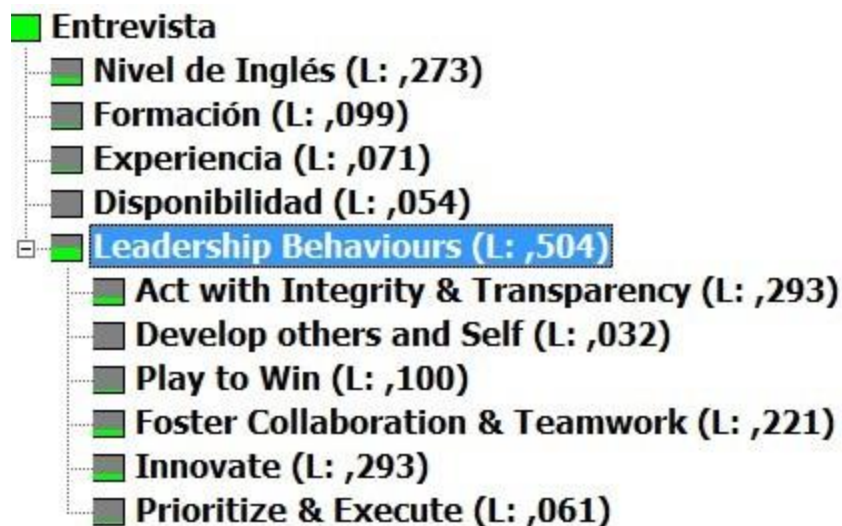 Entrevista
Nivel de Inglés (L: ,273)
Formación (L: ,099)
Experiencia (L: ,071)
Disponibilidad (L: ,054)
Leadership Behaviours (L: ,504)
Act with Integrity & Transparency (L: ,293)
Develop others and Self (L: ,032)
Play to Win (L: ,100)
Foster Collaboration & Teamwork (L: ,221)
Innovate (L: ,293)
Prioritize & Execute (L: ,061)